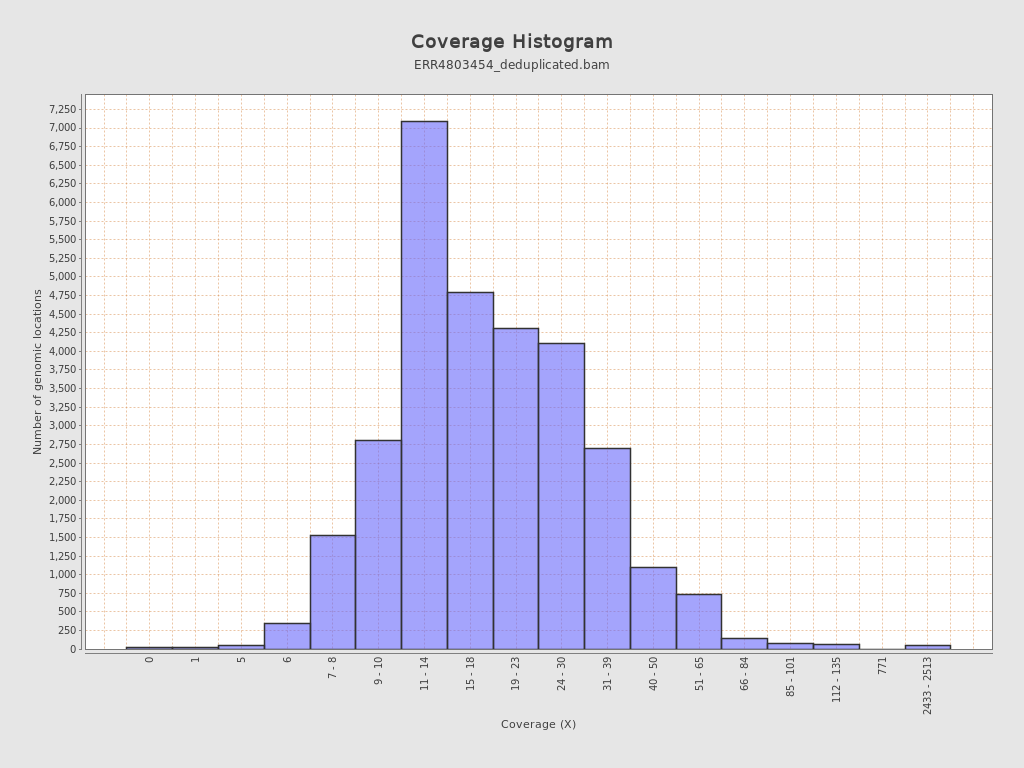 Coverage Histogram
ERR4803454_deduplicated.bam
Number of genomic locations
7,250
7,000
6,750
6,500
6,250
6,000
5,750
5,500
5,250
5,000
4,750
4,500
4,250
4,000
3,750
3,500
3,250
3,000
2,750
2,500
2,250
2,000
1,750
1,500
1,250
1,000
750
500
250
0
0
1
5
6
7 - 8
9 - 10
11 - 14
15 - 18
19 - 23
24 - 30
31 - 39
40 - 50
51 - 65
66 - 84
85 - 101
112 - 135
771
2433 - 2513
Coverage (X)